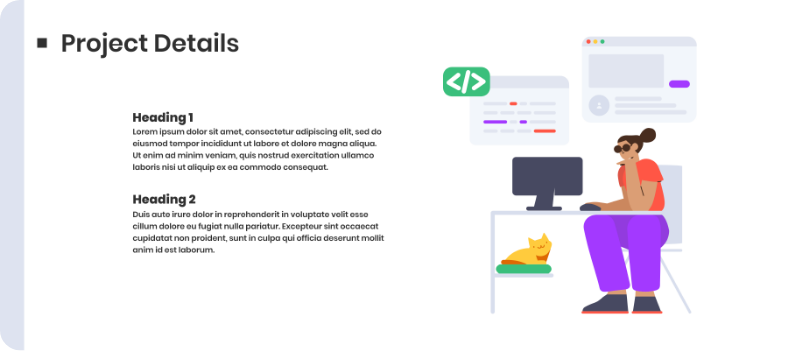 Project Details
Heading 1
Lorem ipsum dolor sit amet, consectetur adipiscing elit, sed do
eiusmod tempor incididunt ut labore et dolore magna aliqua.
Ut enim ad minim veniam, quis nostrud exercitation ullamco
laboris nisi ut aliquip ex ea commodo consequat.
Heading 2
Duis aute irure dolor in reprehenderit in voluptate velit esse
cillum dolore eu fugiat nulla pariatur. Excepteur sint occaecat
cupidatat non proident, sunt in culpa qui officia deserunt mollit
anim id est laborum.
</>